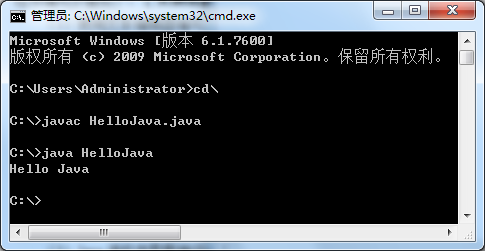 管理员: C:\Windows\system32\cmd.exe
Microsoft Windows [版本 6.1.7600]
版权所有 (c) 2009 Microsoft Corporation。保留所有权利。
C:\Users\Administrator>cd\
C:\>javac HelloJava.java
C:\>java HelloJava
Hello Java
C:\>